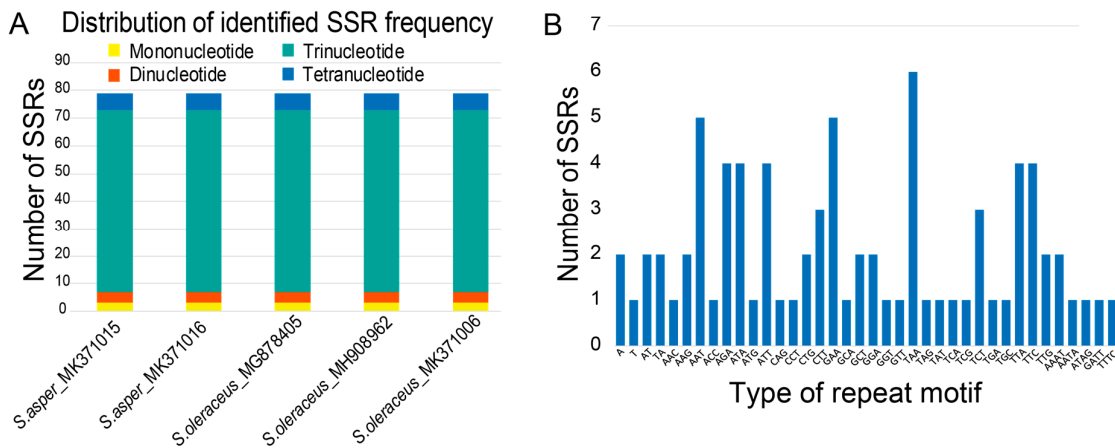 A
Distribution of identified SSR frequency
Mononucleotide
Trinucleotide
Dinucleotide
Tetranucleotide
Number of SSRs
90
80
70
60
50
40
30
20
10
0
S.asper_MK371015
S.asper_MK371016
S.oleraceus_MG878405
S.oleraceus_MH908962
S.oleraceus_MK371006
B
Number of SSRs
7
6
5
4
3
2
1
0
A
T
AT
TA
AAC
AAG
AAT
ACC
AGA
ATA
ATG
ATT
CAG
CCT
CTG
CTT
GAA
GCA
GCT
GGA
GGT
GTT
TAA
TAG
TAT
TCA
TCG
TCT
TGA
TGC
TTA
TTC
TTG
AAAT
AATA
ATAG
GATT
TTTC
Type of repeat motif